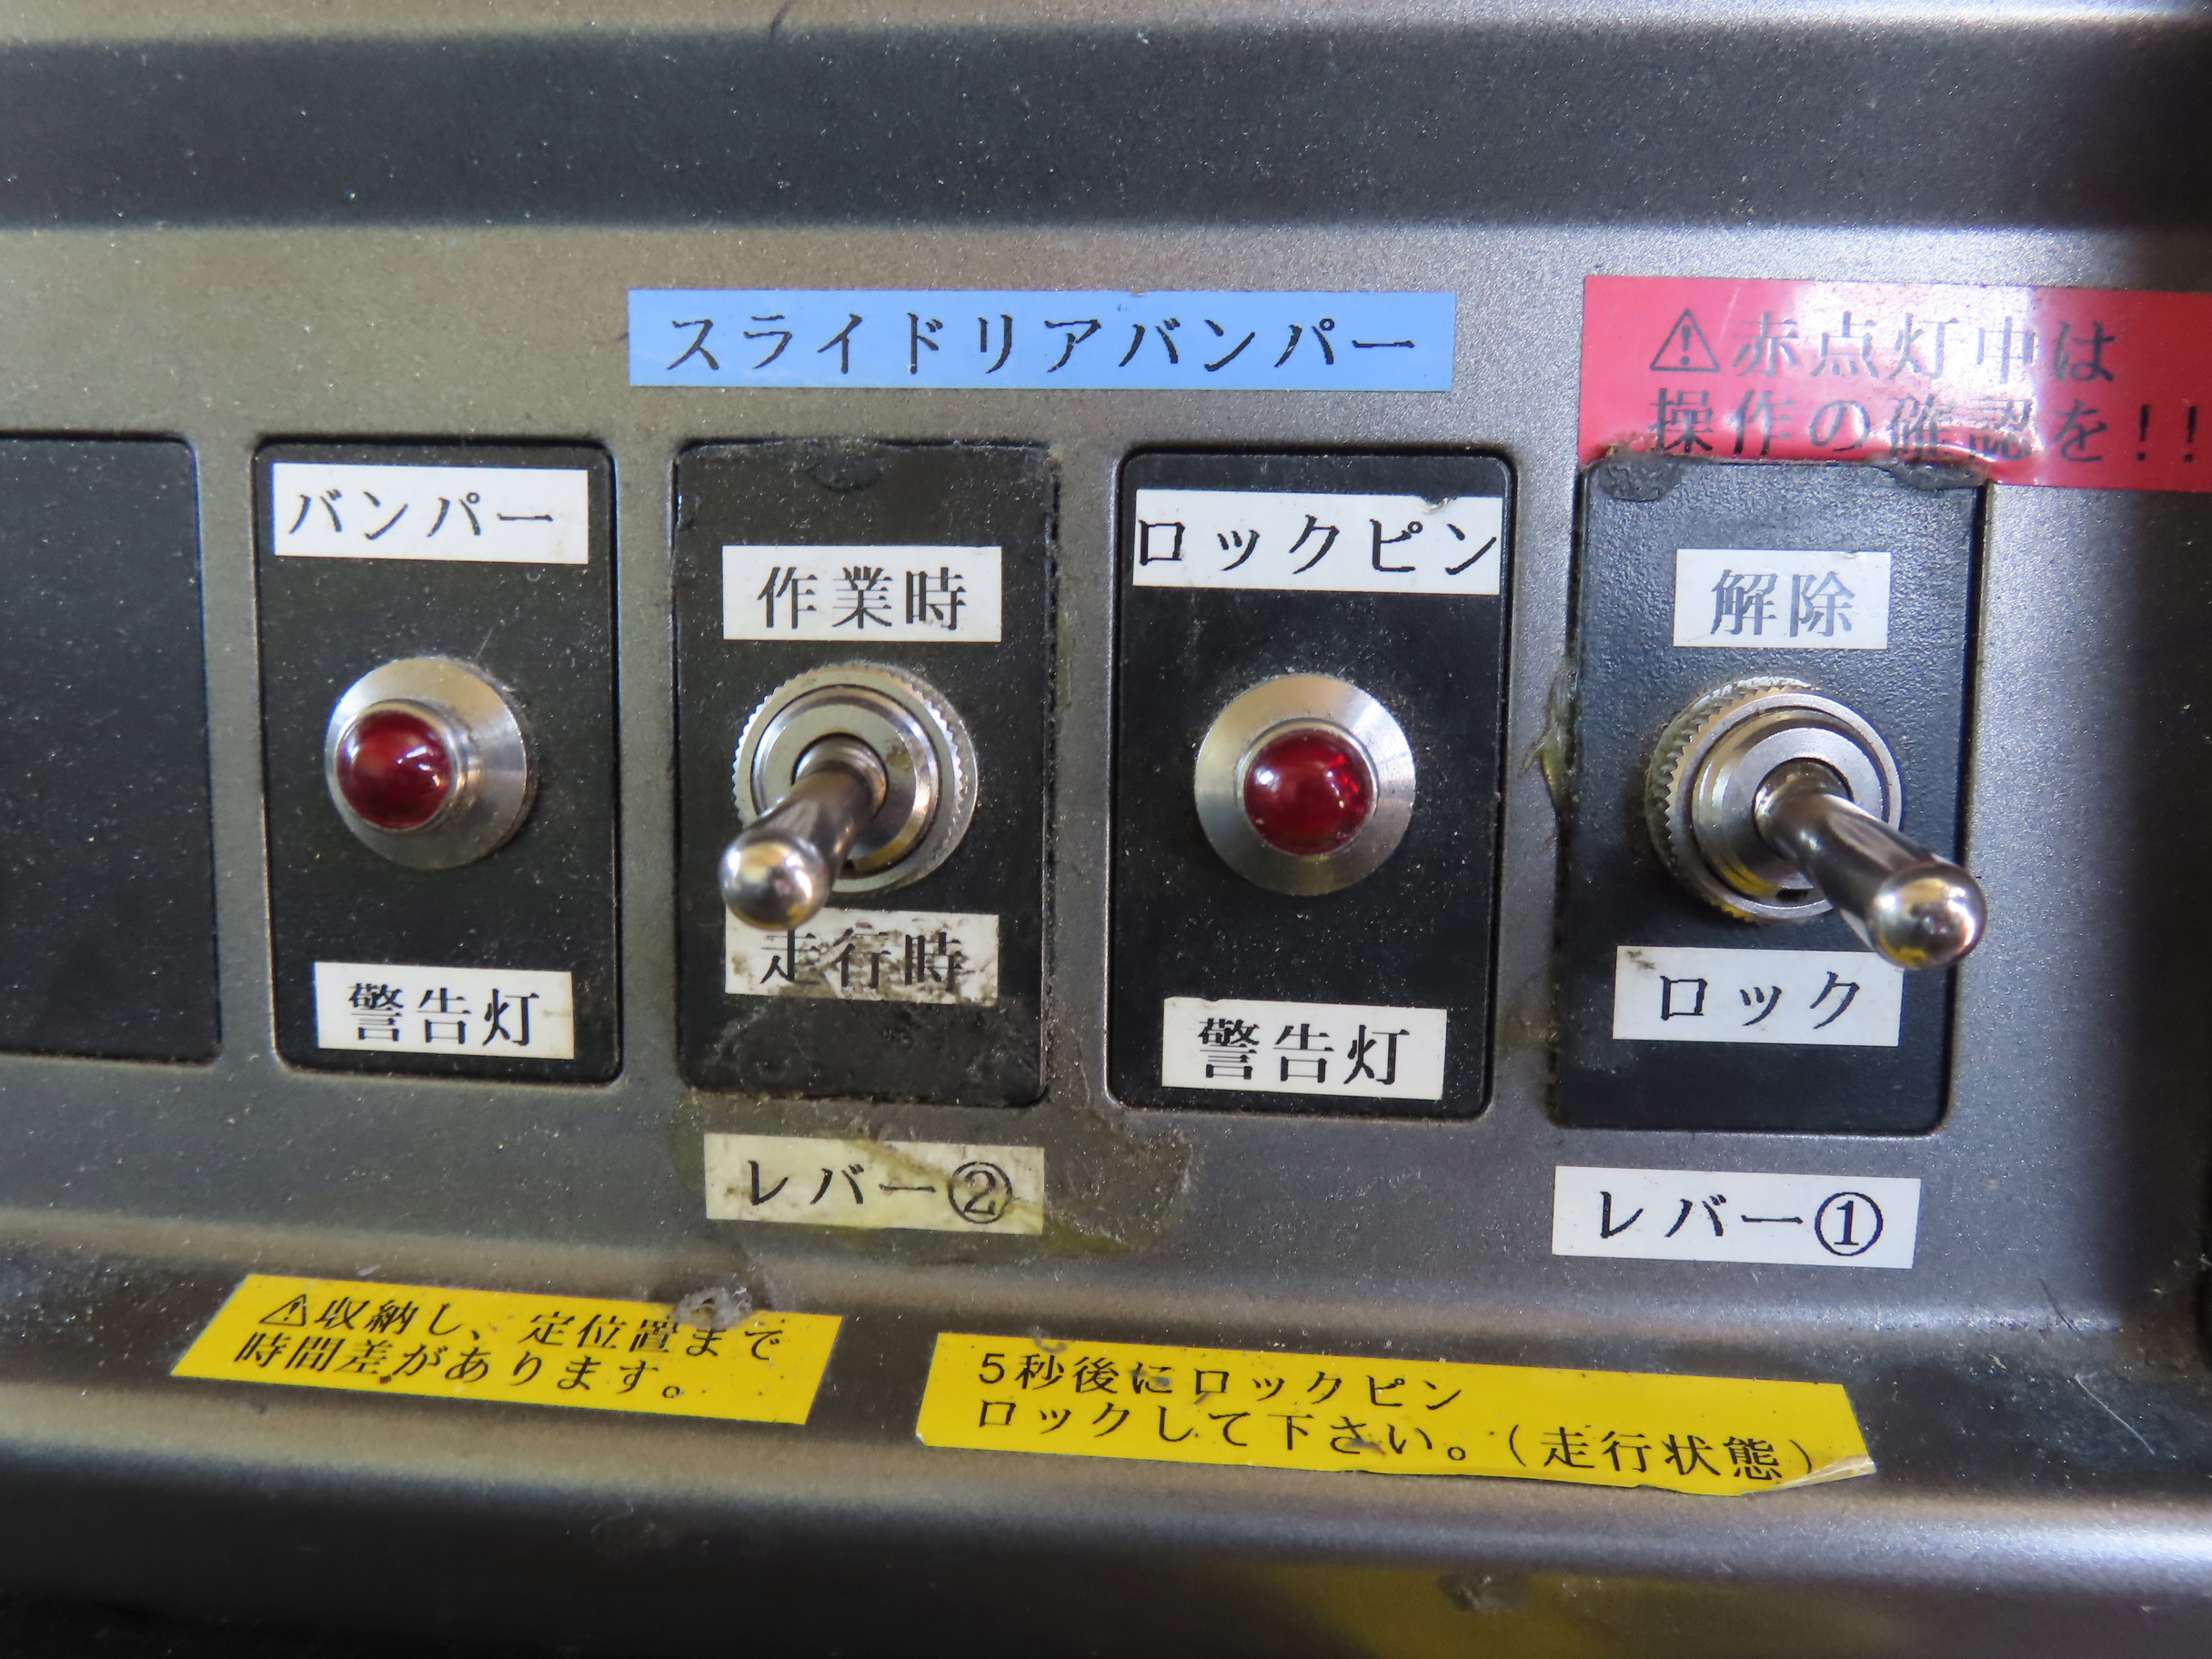 スライドリアバンパー
⚠赤点灯中は
操作の確認を!!
バンパー
警告灯
作業時
走行時
レバー②
ロックピン
警告灯
解除
ロック
レバー①
⚠収納し、定位置まで
時間差があります。
5秒後にロックピン
ロックして下さい。(走行状態)